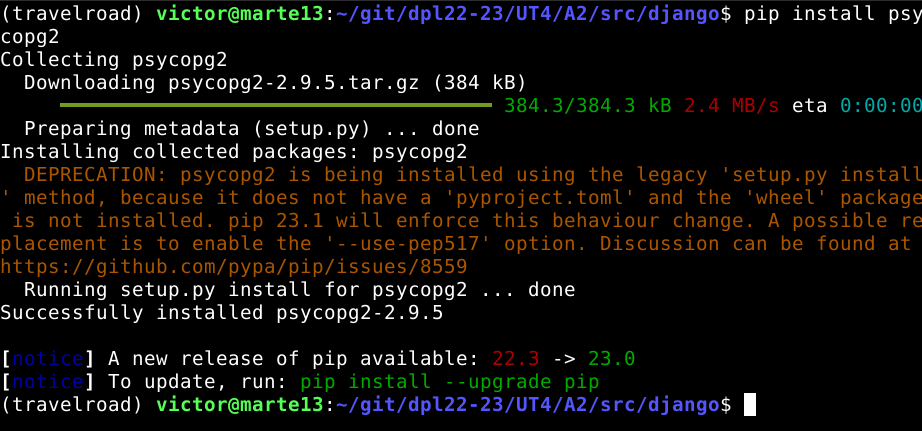 (travelroad) victor@marte13:~/git/dpl22-23/UT4/A2/src/django$ pip install psy
copg2
Collecting psycopg2
  Downloading psycopg2-2.9.5.tar.gz (384 kB)
384.3/384.3 kB 2.4 MB/s eta 0:00:00
  Preparing metadata (setup.py) ... done
Installing collected packages: psycopg2
  DEPRECATION: psycopg2 is being installed using the legacy 'setup.py install
' method, because it does not have a 'pyproject.toml' and the 'wheel' package
 is not installed. pip 23.1 will enforce this behaviour change. A possible re
placement is to enable the '--use-pep517' option. Discussion can be found at
https://github.com/pypa/pip/issues/8559
  Running setup.py install for psycopg2 ... done
Successfully installed psycopg2-2.9.5

[notice] A new release of pip available: 22.3 -> 23.0
[notice] To update, run: pip install --upgrade pip
(travelroad) victor@marte13:~/git/dpl22-23/UT4/A2/src/django$